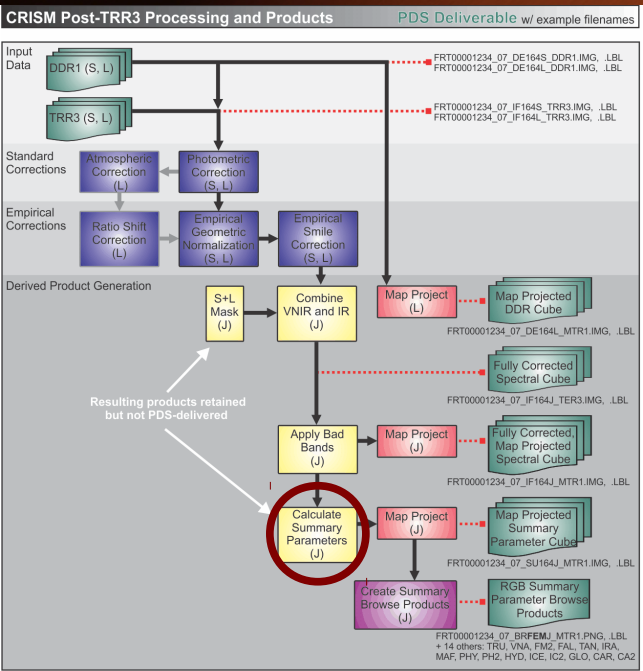 CRISM Post-TRR3 Processing and Products
PDS Deliverable w/ example filenames
Input
Data
DDR1 (S, L)
FRT00001234_07_DE164S_DDR1.IMG, .LBL
FRT00001234_07_DE164L_DDR1.IMG, .LBL
TRR3 (S, L)
FRT00001234_07_IF164S_TRR3.IMG, .LBL
FRT00001234_07_IF164L_TRR3.IMG, .LBL
Standard
Corrections
Atmospheric
Correction
(L)
Photometric
Correction
(S, L)
Empirical
Corrections
Ratio Shift
Correction
(L)
Empirical
Geometric
Normalization
(S, L)
Empirical
Smile
Correction
(S, L)
Derived Product Generation
S+L
Mask
(J)
Combine
VNIR and IR
(J)
Map Project
(L)
Map Projected
DDR Cube
FRT00001234_07_DE164L_MTR1.IMG, .LBL
Fully Corrected
Spectral Cube
FRT00001234_07_IF164J_TER3.IMG, .LBL
Resulting products retained
but not PDS-delivered
Apply Bad
Bands
(J)
Map Project
(J)
Fully Corrected,
Map Projected
Spectral Cube
FRT00001234_07_IF164J_MTR1.IMG, .LBL
Calculate
Summary
Parameters
(J)
Map Project
(J)
Map Projected
Summary
Parameter Cube
FRT00001234_07_SU164J_MTR1.IMG, .LBL
Create Summary
Browse Products
(J)
RGB Summary
Parameter Browse
Products
FRT00001234_07_BRFEMJ_MTR1.PNG, .LBL
+ 14 others: TRU, VNA, FM2, FAL, TAN, IRA,
MAF, PHY, PH2, HYD, ICE, IC2, GLO, CAR, CA2